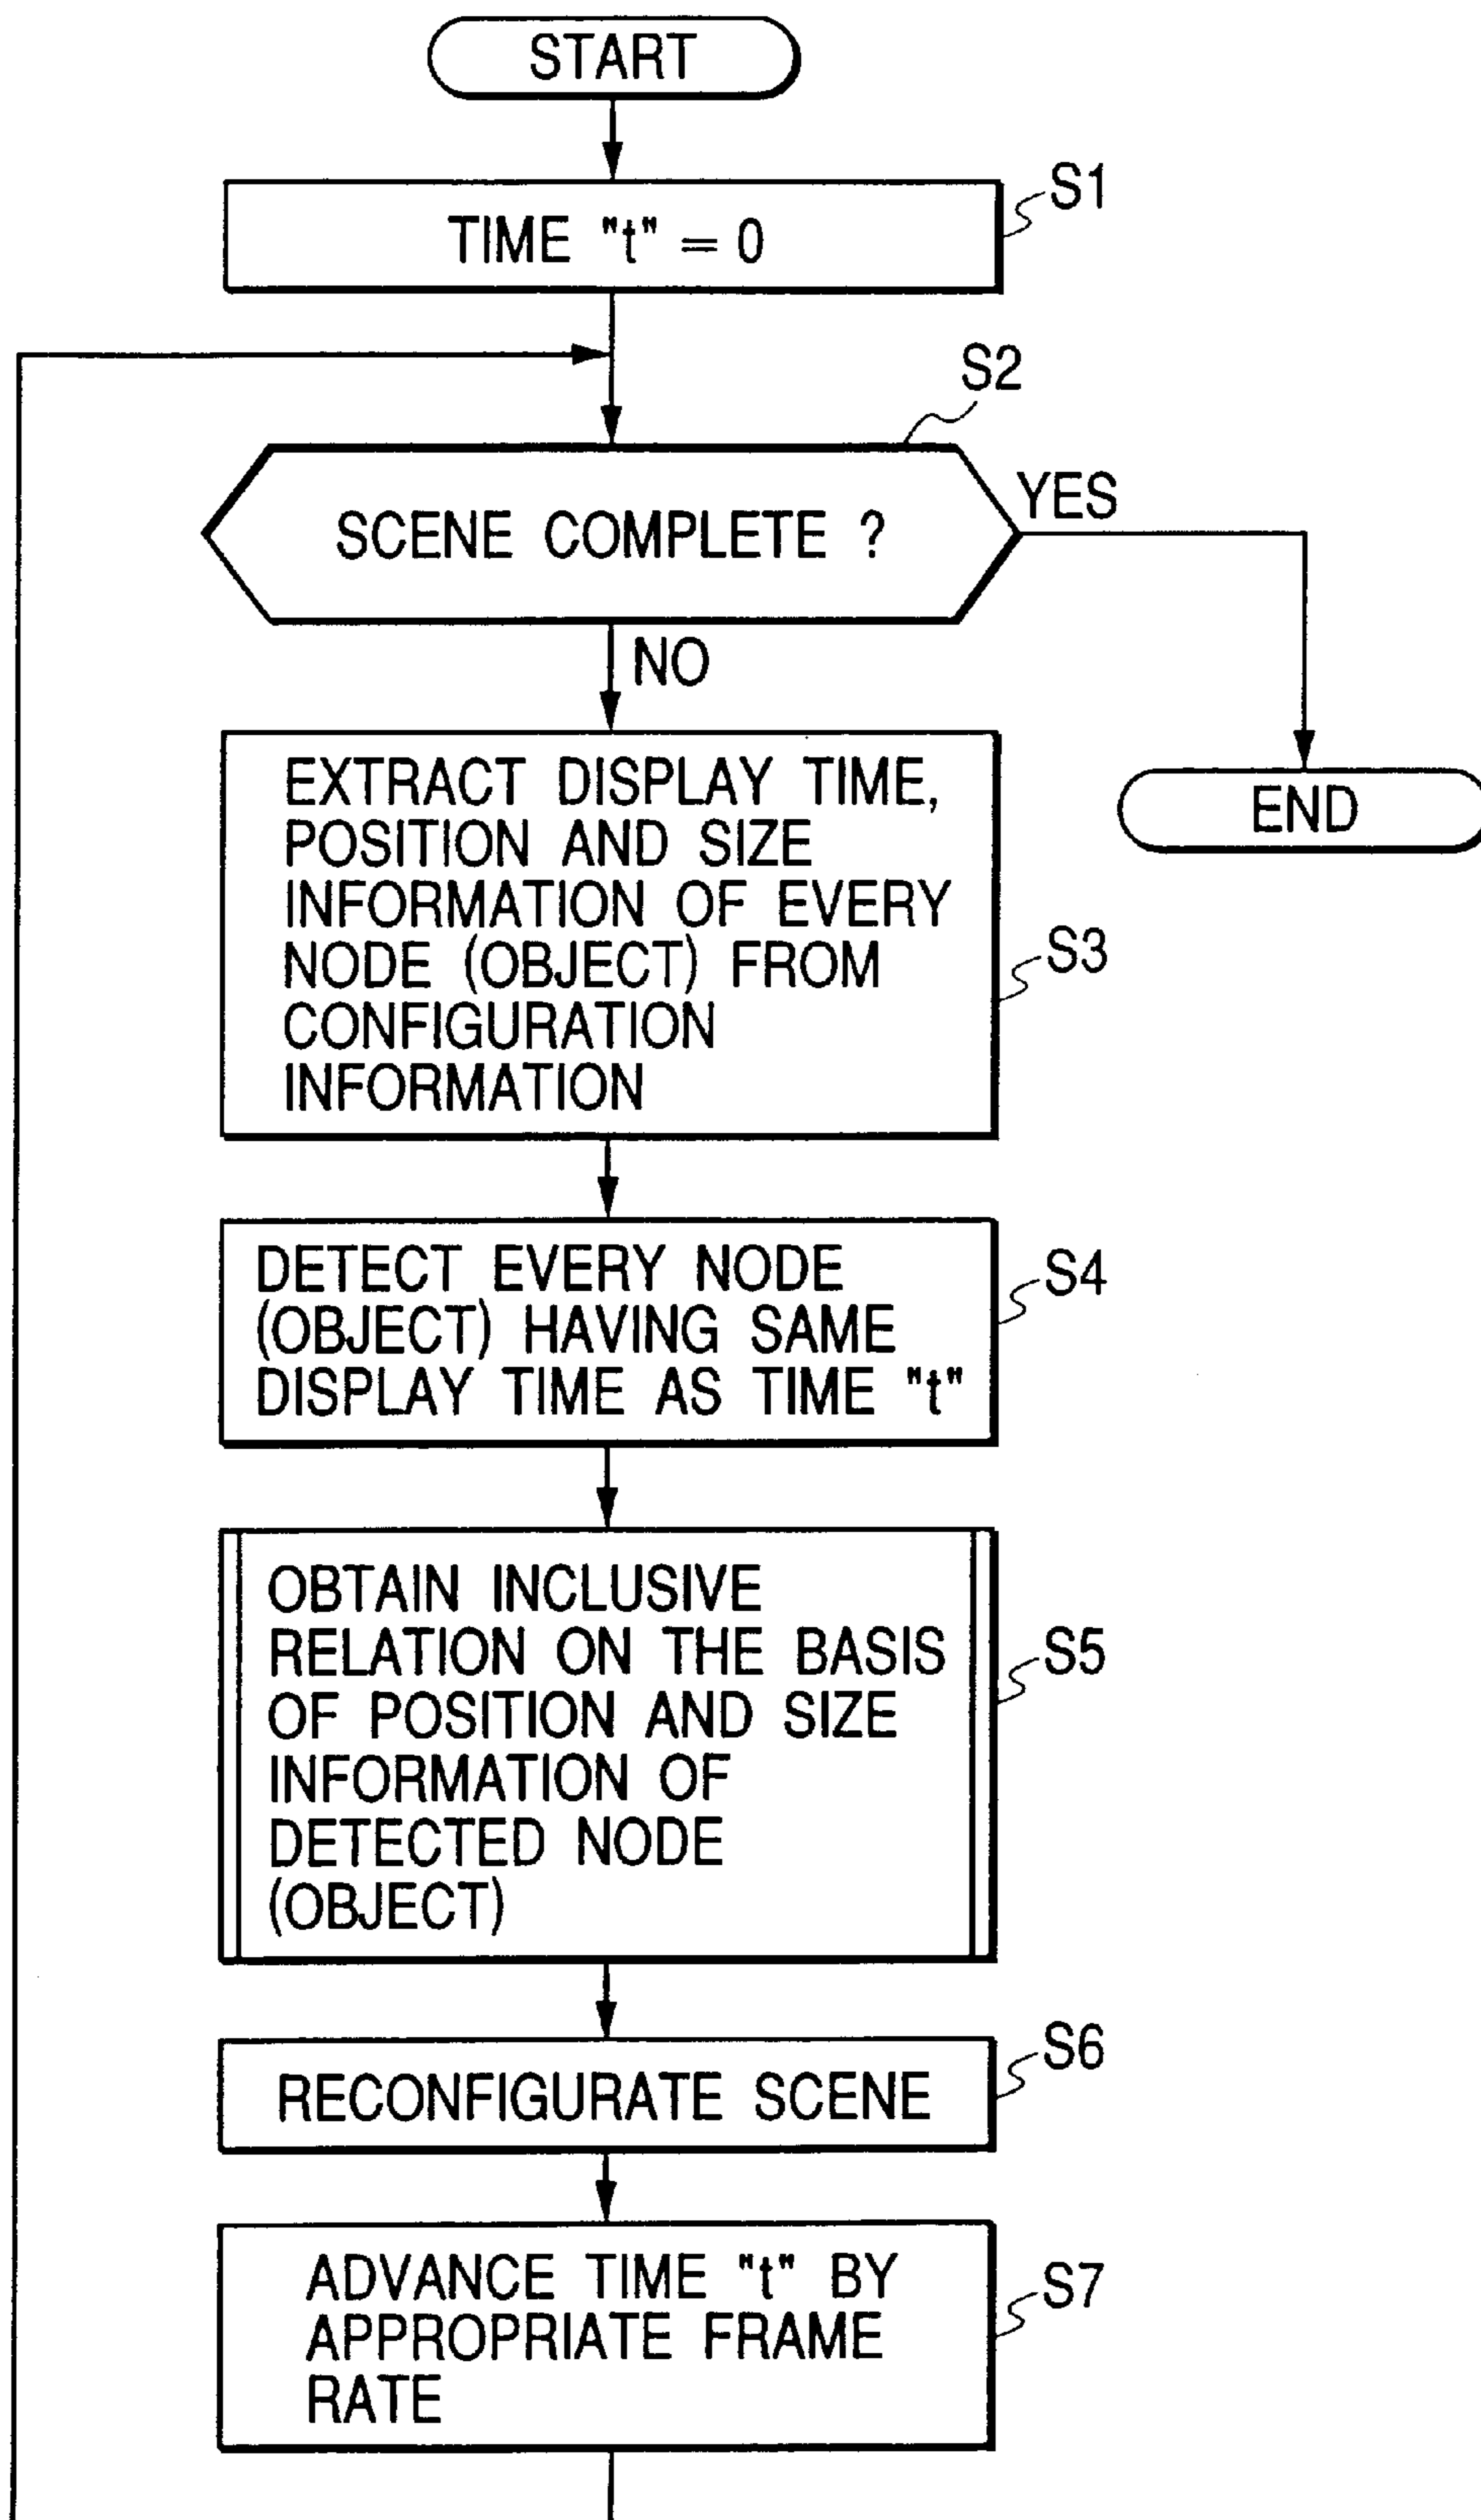 START
TIME "t" = 0
S1
S2
SCENE COMPLETE ?
YES
NO
EXTRACT DISPLAY TIME,
POSITION AND SIZE
INFORMATION OF EVERY
NODE (OBJECT) FROM
CONFIGURATION
INFORMATION
S3
END
DETECT EVERY NODE
(OBJECT) HAVING SAME
DISPLAY TIME AS TIME "t"
S4
OBTAIN INCLUSIVE
RELATION ON THE BASIS
OF POSITION AND SIZE
INFORMATION OF
DETECTED NODE
(OBJECT)
S5
RECONFIGURATE SCENE
S6
ADVANCE TIME "t" BY
APPROPRIATE FRAME
RATE
S7